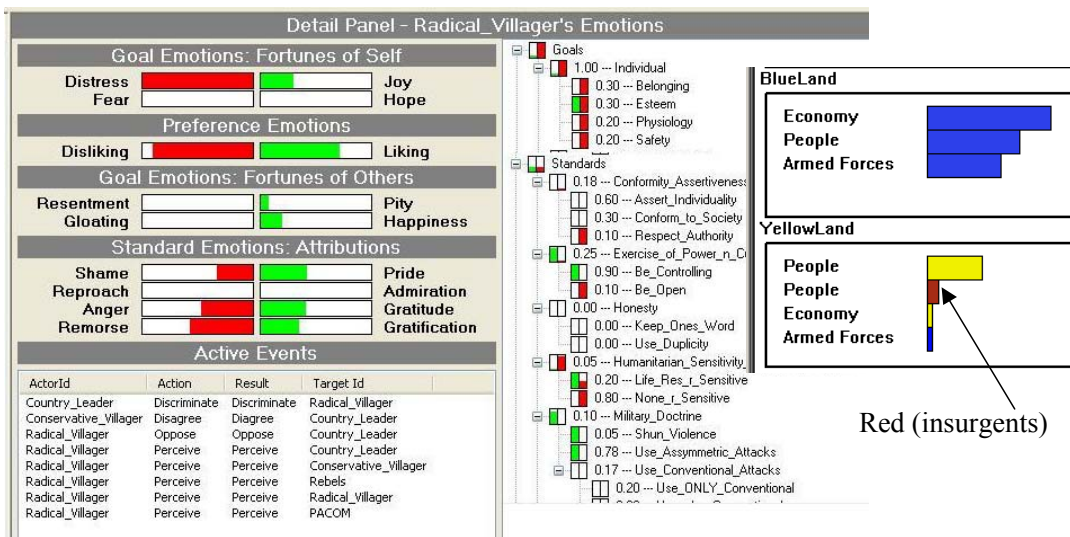 Detail Panel - Radical_Villager's Emotions
Goal Emotions: Fortunes of Self
Distress Joy
Fear Hope
Preference Emotions
Disliking Liking
Goal Emotions: Fortunes of Others
Resentment Pity
Gloating Happiness
Standard Emotions: Attributions
Shame Pride
Reproach Admiration
Anger Gratitude
Remorse Gratification
Active Events
ActorId Action Result Target Id
Country_Leader Discriminate Discriminate Radical_Villager
Conservative_Villager Disagree Diagree Country_Leader
Radical_Villager Oppose Oppose Country_Leader
Radical_Villager Perceive Perceive Country_Leader
Radical_Villager Perceive Perceive Conservative_Villager
Radical_Villager Perceive Perceive Rebels
Radical_Villager Perceive Perceive Radical_Villager
Radical_Villager Perceive Perceive PACOM
Goals
1.00 --- Individual
0.30 --- Belonging
0.30 --- Esteem
0.20 --- Physiology
0.20 --- Safety
Standards
0.18 --- Conformity_Assertiveness
0.60 --- Assert_Individuality
0.30 --- Conform_to_Society
0.10 --- Respect_Authority
0.25 --- Exercise_of_Power_n_C
0.90 --- Be_Controlling
0.10 --- Be_Open
0.00 --- Honesty
0.00 --- Keep_Ones_Word
0.00 --- Use_Duplicity
0.05 --- Humanitarian_Sensitivity_
0.20 --- Life_Res_r_Sensitive
0.80 --- None_r_Sensitive
0.10 --- Military_Doctrine
0.05 --- Shun_Violence
0.78 --- Use_Assymmetric_Attacks
0.17 --- Use_Conventional_Attacks
0.20 --- Use_ONLY_Conventional
BlueLand
Economy
People
Armed Forces
YellowLand
People
People
Economy
Armed Forces
Red (insurgents)